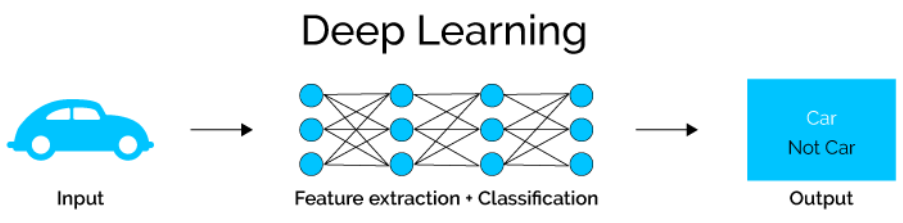 Deep Learning
Car
Not Car
Input
Feature extraction + Classification
Output